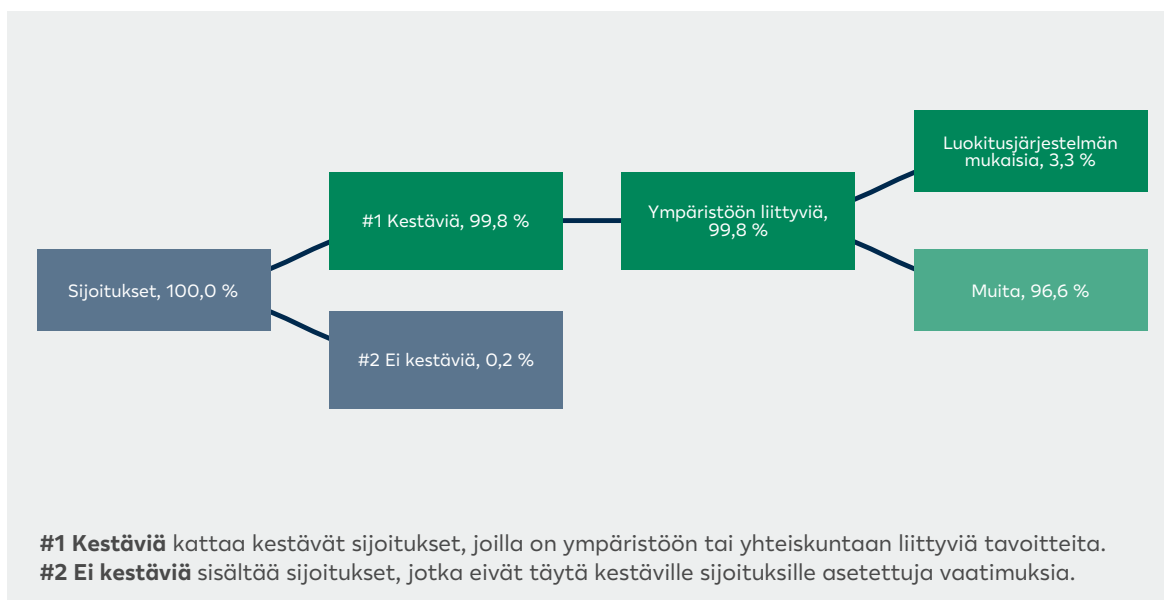 Luokitusjärjestelmän
mukaisia, 3,3 %
#1 Kestäviä, 99,8 %
Ympäristöön liittyviä,
99,8 %
Sijoitukset, 100,0 %
Muita, 96,6 %
#2 Ei kestäviä, 0,2 %
#1 Kestäviä kattaa kestävät sijoitukset, joilla on ympäristöön tai yhteiskuntaan liittyviä tavoitteita.
#2 Ei kestäviä sisältää sijoitukset, jotka eivät täytä kestäville sijoituksille asetettuja vaatimuksia.